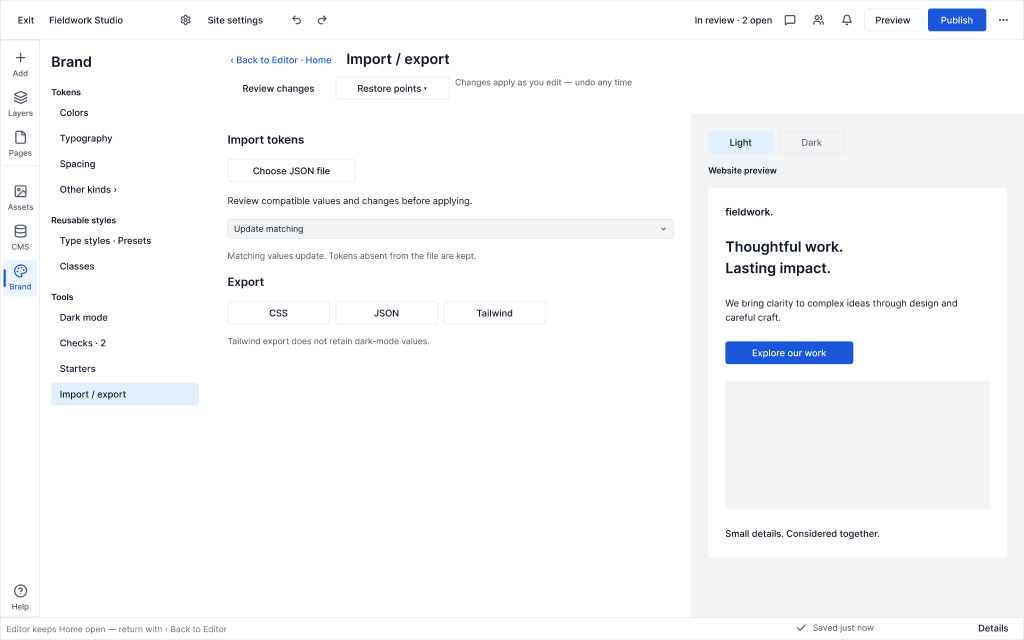 Exit
Fieldwork Studio
Site settings
In review · 2 open
Preview
Publish
Add
Layers
Pages
Assets
CMS
Brand
Help
Brand
Tokens
Colors
Typography
Spacing
Other kinds ›
Reusable styles
Type styles · Presets
Classes
Tools
Dark mode
Checks · 2
Starters
Import / export
‹ Back to Editor · Home
Import / export
Review changes
Restore points ▾
Changes apply as you edit — undo any time
Import tokens
Choose JSON file
Review compatible values and changes before applying.
Update matching
Matching values update. Tokens absent from the file are kept.
Export
CSS
JSON
Tailwind
Tailwind export does not retain dark-mode values.
Light
Dark
Website preview
fieldwork.
Thoughtful work.
Lasting impact.
We bring clarity to complex ideas through design and
careful craft.
Explore our work
Small details. Considered together.
Editor keeps Home open — return with ‹ Back to Editor
Saved just now
Details